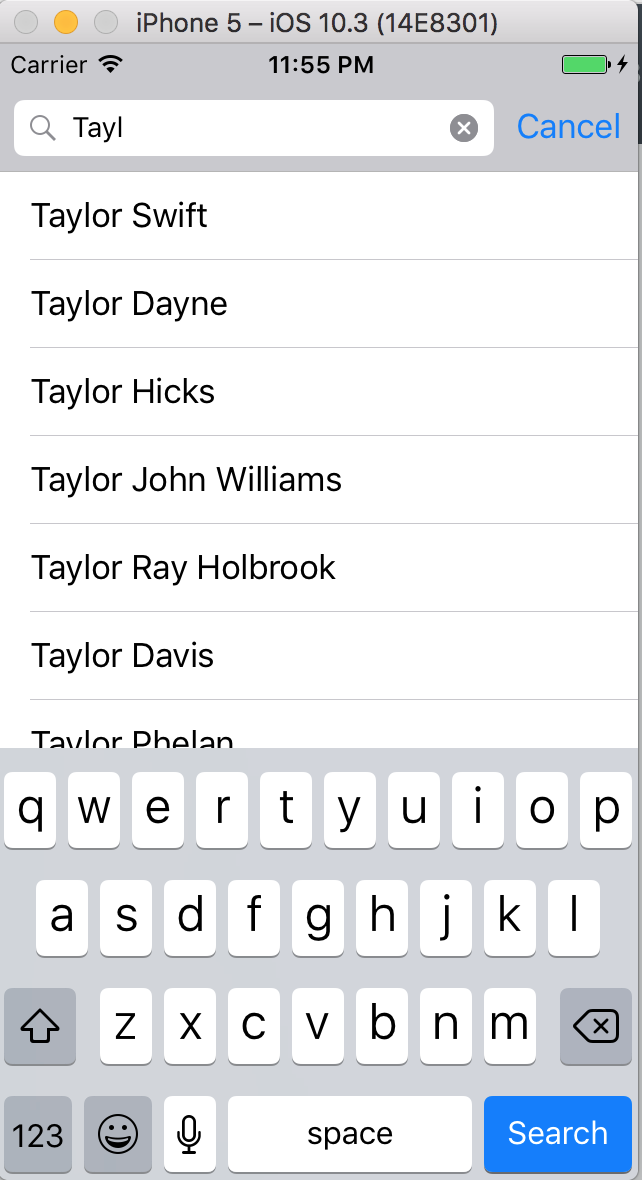 iPhone 5 – iOS 10.3 (14E8301)
Carrier 11:55 PM
Tayl Cancel
Taylor Swift
Taylor Dayne
Taylor Hicks
Taylor John Williams
Taylor Ray Holbrook
Taylor Davis
Taylor Phelan
q w e r t y u i o p
a s d f g h j k l
z x c v b n m
123 space Search